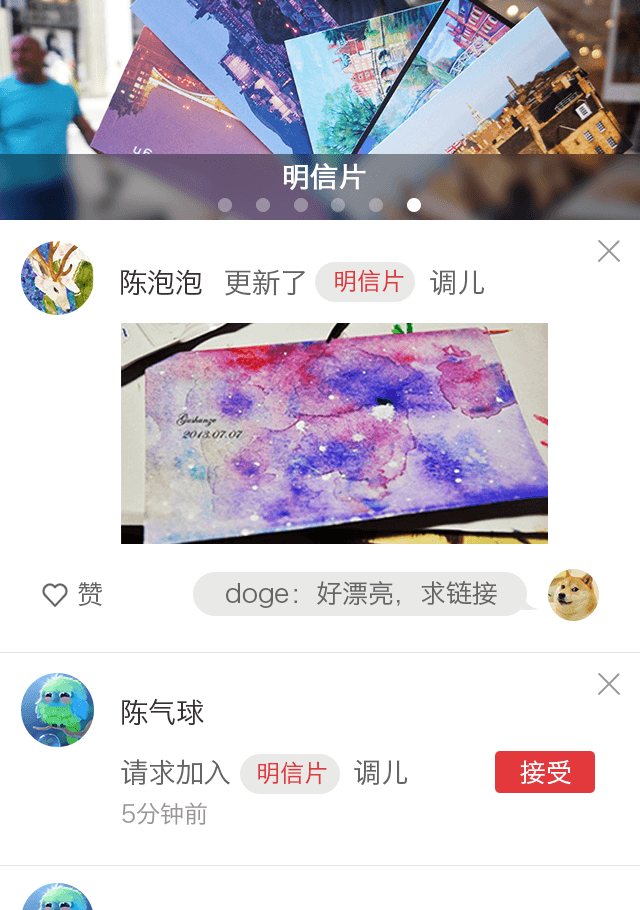 明信片
陈泡泡 更新了 明信片 调儿
Gushanze
2013.07.07
赞
doge：好漂亮，求链接
陈气球
请求加入 明信片 调儿 接受
5分钟前